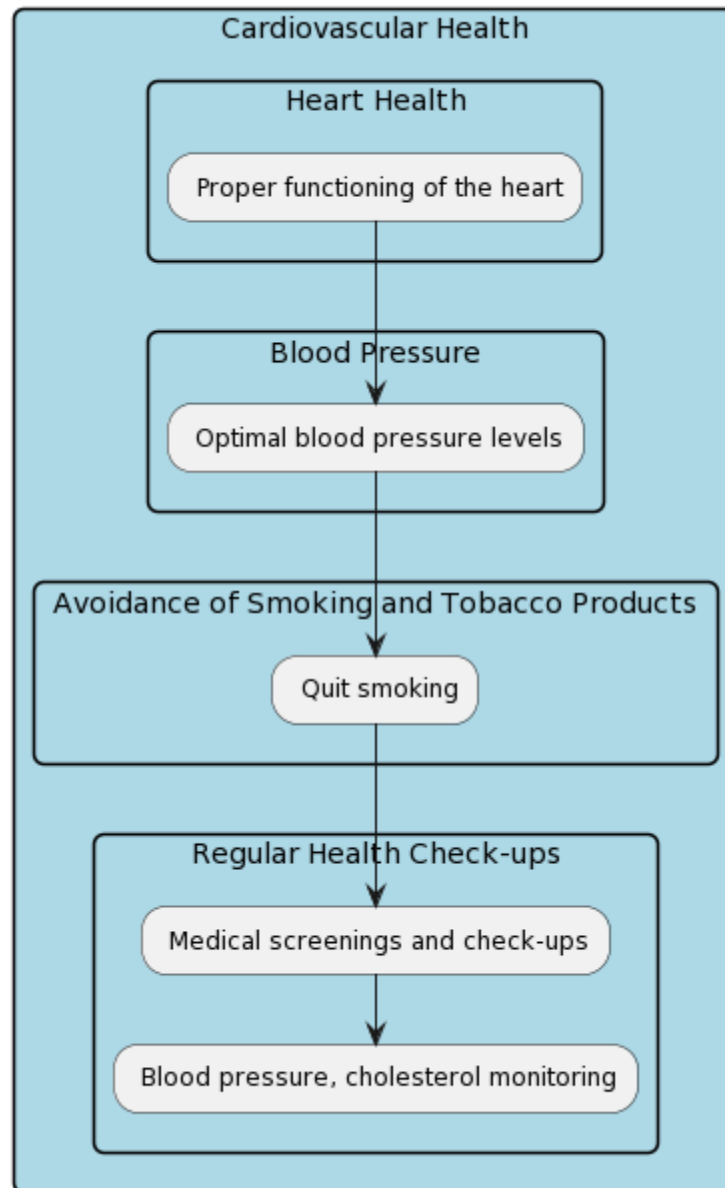 Cardiovascular Health
Heart Health
Proper functioning of the heart
Blood Pressure
Optimal blood pressure levels
Avoidance of Smoking and Tobacco Products
Quit smoking
Regular Health Check-ups
Medical screenings and check-ups
Blood pressure, cholesterol monitoring